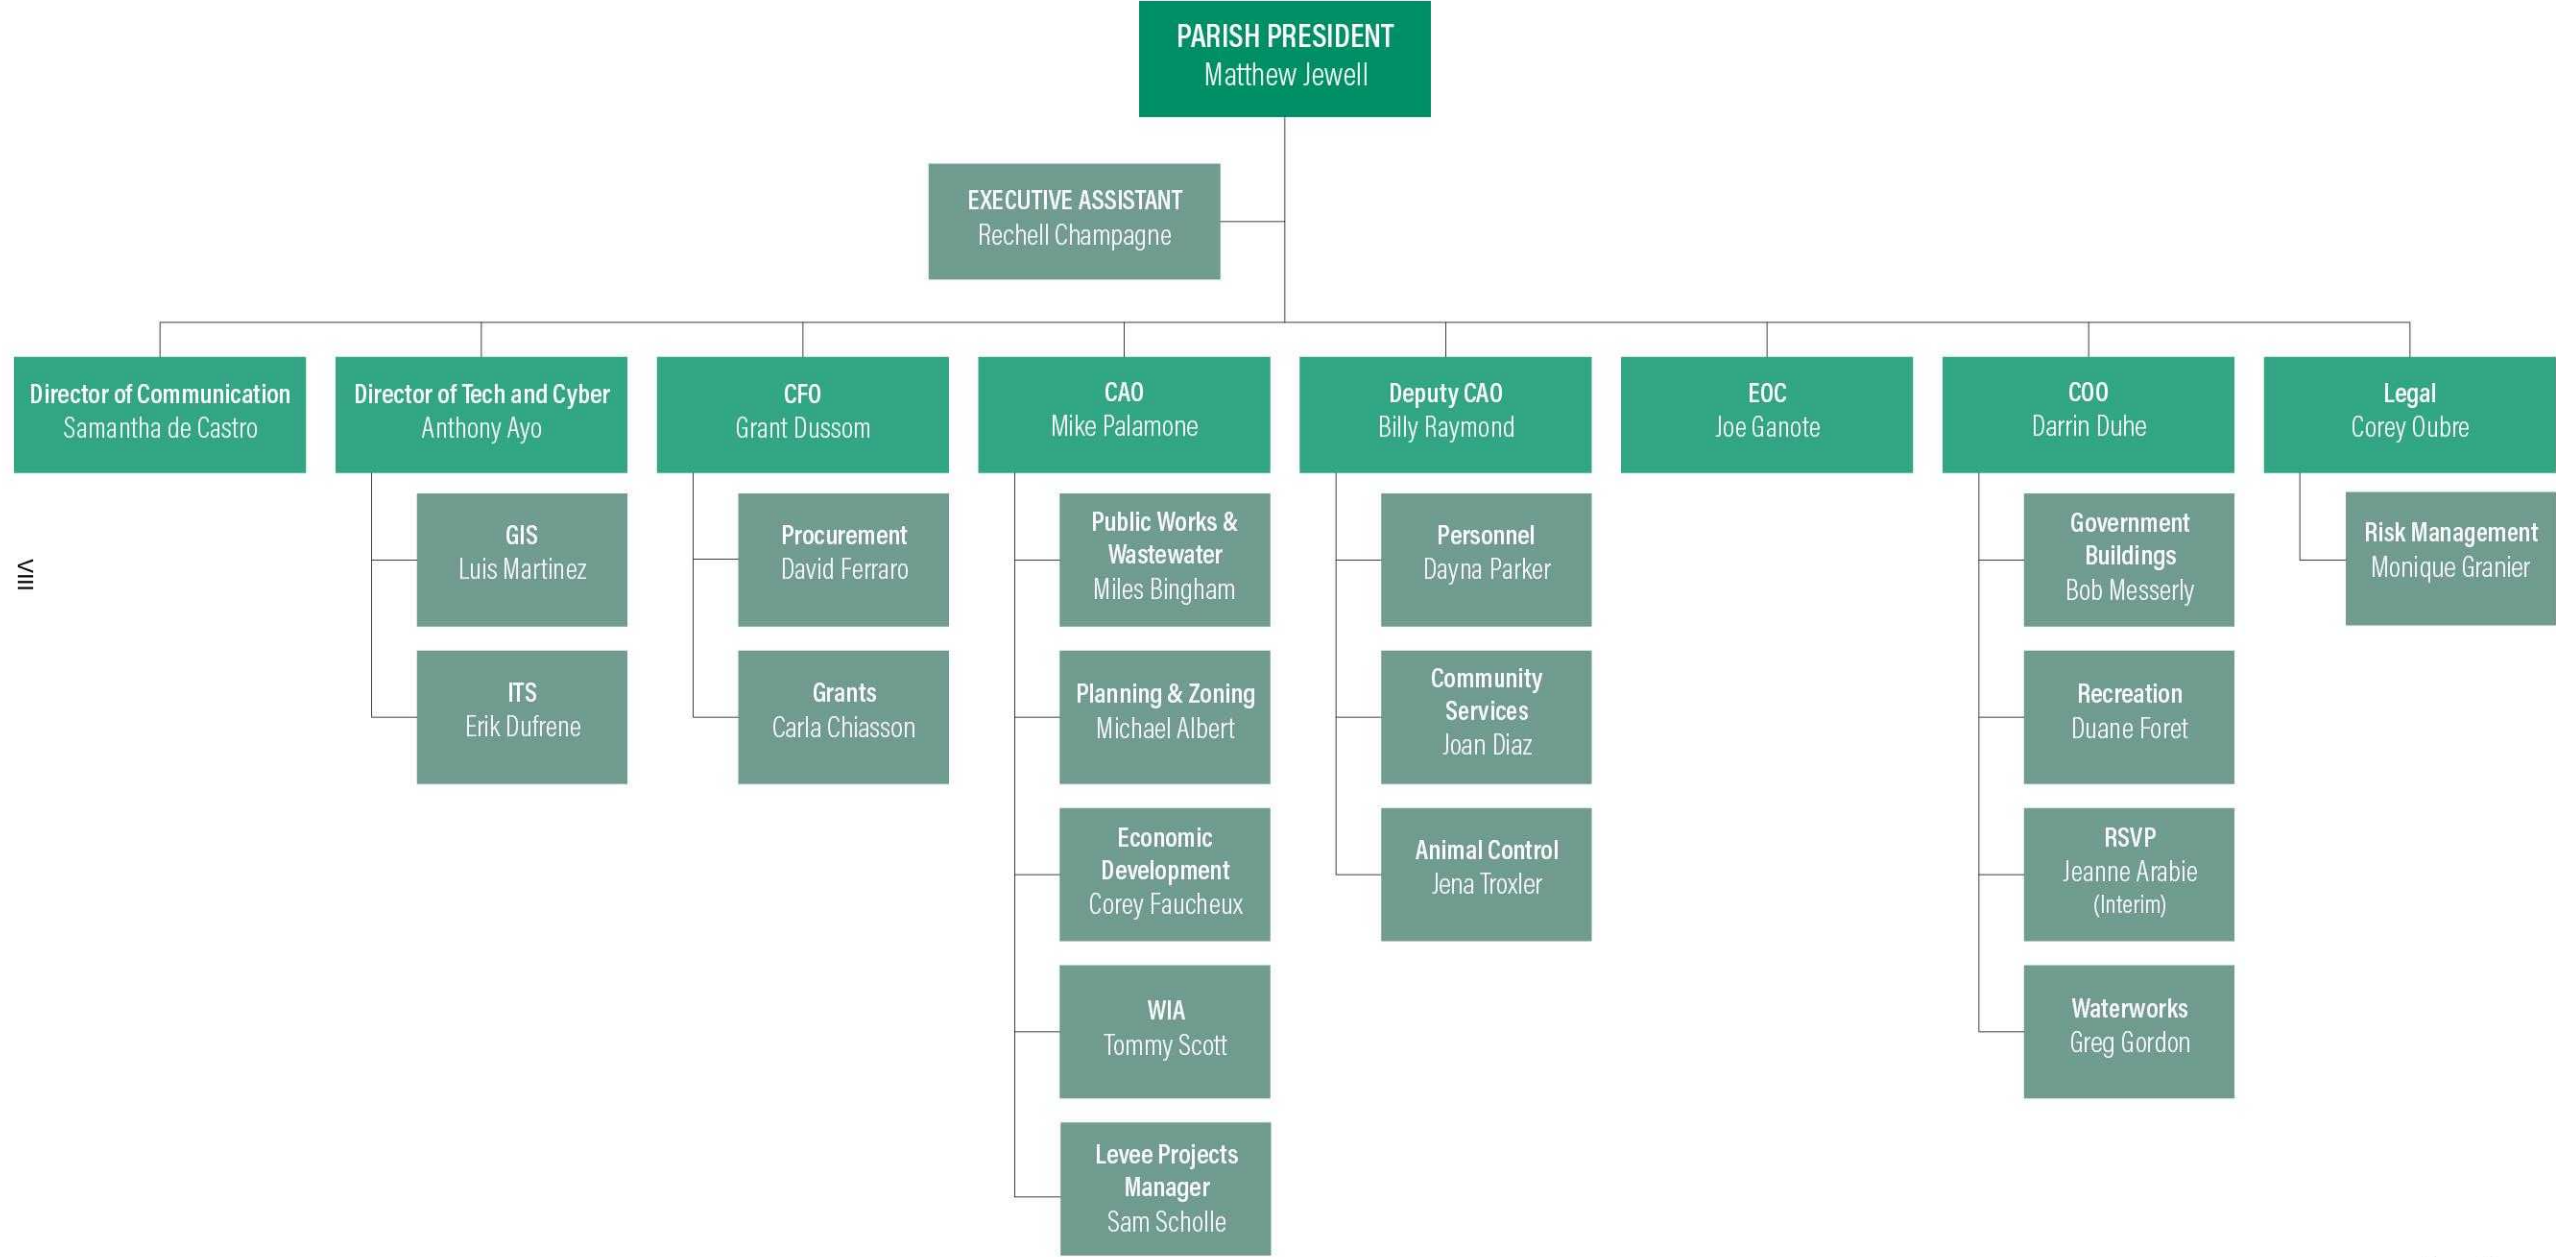 PARISH PRESIDENT
Matthew Jewell
EXECUTIVE ASSISTANT
Rechell Champagne
Director of Communication
Samantha de Castro
Director of Tech and Cyber
Anthony Ayo
CFO
Grant Dussom
CAO
Mike Palamone
Deputy CAO
Billy Raymond
EOC
Joe Ganote
COO
Darrin Duhe
Legal
Corey Oubre
GIS
Luis Martinez
ITS
Erik Dufrene
Procurement
David Ferraro
Grants
Carla Chiasson
Public Works &
Wastewater
Miles Bingham
Planning & Zoning
Michael Albert
Economic
Development
Corey Faucheux
WIA
Tommy Scott
Levee Projects
Manager
Sam Scholle
Personnel
Dayna Parker
Community
Services
Joan Diaz
Animal Control
Jena Troxler
Government
Buildings
Bob Messerly
Recreation
Duane Foret
RSVP
Jeanne Arabie
(Interim)
Waterworks
Greg Gordon
Risk Management
Monique Granier
VIII